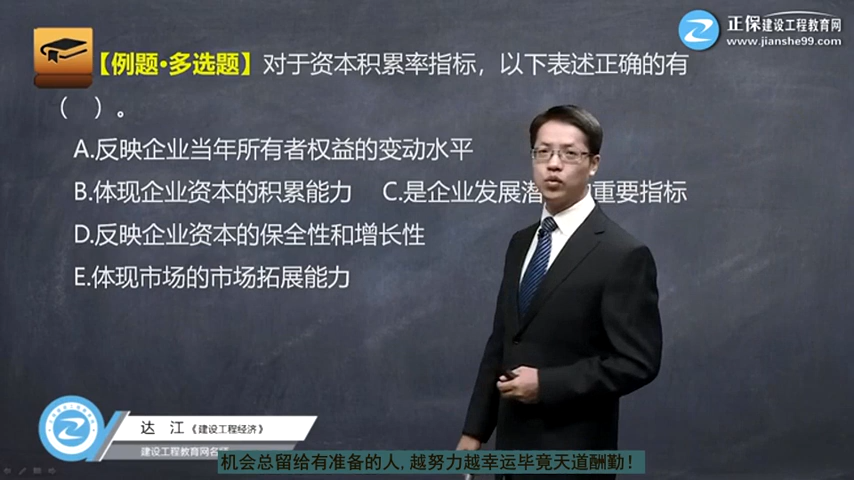 正保建设工程教育网
www.jianshe99.com
【例题•多选题】对于资本积累率指标，以下表述正确的有
（ ）。
A.反映企业当年所有者权益的变动水平
B.体现企业资本的积累能力 C.是企业发展潜 重要指标
D.反映企业资本的保全性和增长性
E.体现市场的市场拓展能力
达 江 《建设工程经济》
建设工程教育网名师
机会总留给有准备的人,越努力越幸运毕竟天道酬勤！